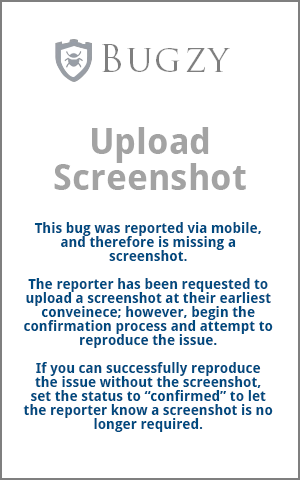 BUGZY
Upload
Screenshot
This bug was reported via mobile,
and therefore is missing a
screenshot.
The reporter has been requested to
upload a screenshot at their earliest
conveinece; however, begin the
confirmation process and attempt to
reproduce the issue.
If you can successfully reproduce
the issue without the screenshot,
set the status to “confirmed” to let
the reporter know a screenshot is no
longer required.